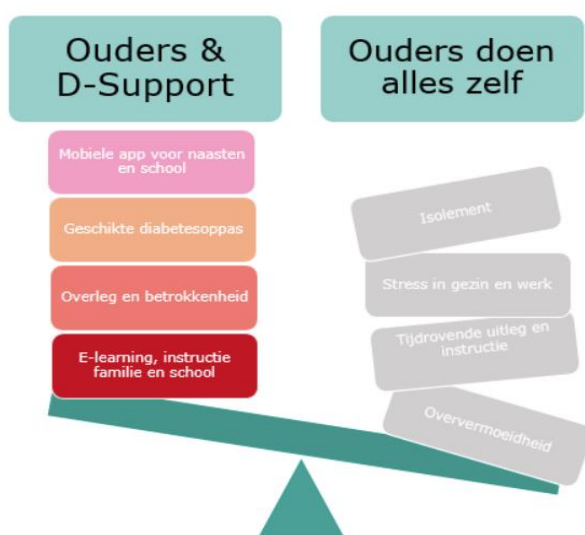 Ouders &
D-Support
Mobiele app voor naasten
en school
Geschikte diabetesoppas
Overleg en betrokkenheid
E-learning, instructie
familie en school
Ouders doen
alles zelf
Isolement
Stress in gezin en werk
Tijdrovende uitleg en
instructie
Oververmoeidheid